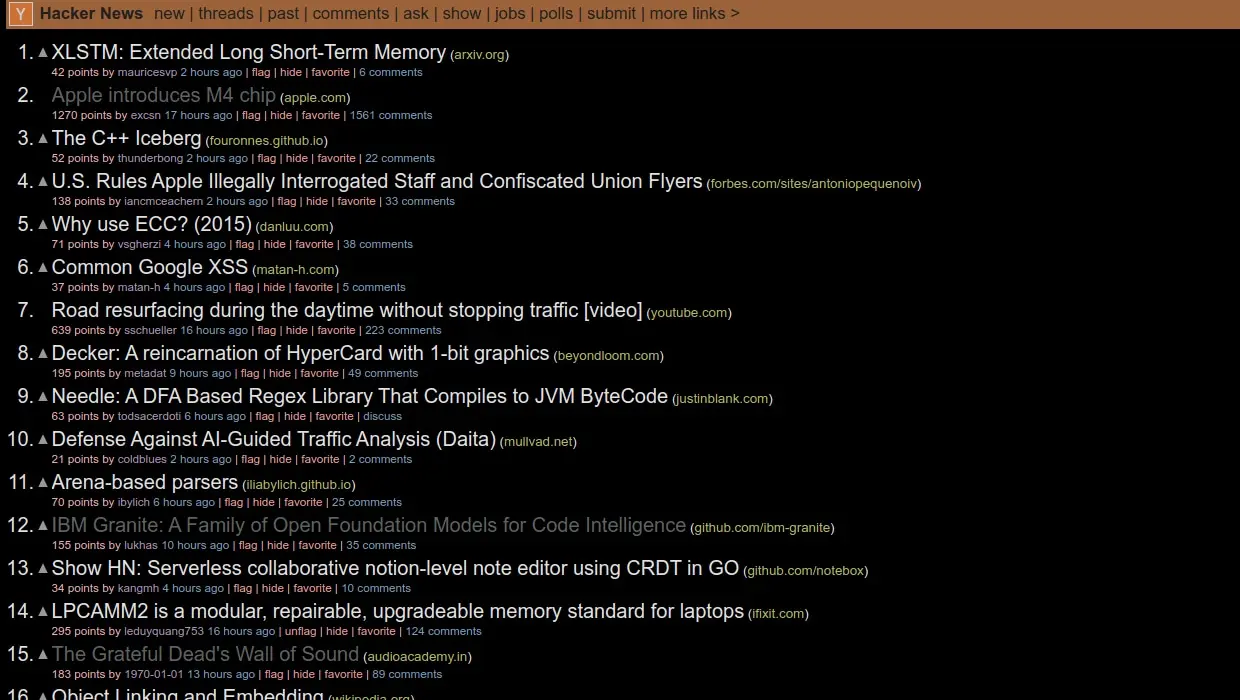 Y Hacker News new | threads | past | comments | ask | show | jobs | polls | submit | more links >
1. ▲ XLSTM: Extended Long Short-Term Memory (arxiv.org)
42 points by mauricesvp 2 hours ago | flag | hide | favorite | 6 comments
2. Apple introduces M4 chip (apple.com)
1270 points by excsn 17 hours ago | flag | hide | favorite | 1561 comments
3. ▲ The C++ Iceberg (fouronnes.github.io)
52 points by thunderbong 2 hours ago | flag | hide | favorite | 22 comments
4. ▲ U.S. Rules Apple Illegally Interrogated Staff and Confiscated Union Flyers (forbes.com/sites/antoniopequenoiv)
138 points by iancmceachern 2 hours ago | flag | hide | favorite | 33 comments
5. ▲ Why use ECC? (2015) (danluu.com)
71 points by vsgherzi 4 hours ago | flag | hide | favorite | 38 comments
6. ▲ Common Google XSS (matan-h.com)
37 points by matan-h 4 hours ago | flag | hide | favorite | 5 comments
7. Road resurfacing during the daytime without stopping traffic [video] (youtube.com)
639 points by sschueller 16 hours ago | flag | hide | favorite | 223 comments
8. ▲ Decker: A reincarnation of HyperCard with 1-bit graphics (beyondloom.com)
195 points by metadat 9 hours ago | flag | hide | favorite | 49 comments
9. ▲ Needle: A DFA Based Regex Library That Compiles to JVM ByteCode (justinblank.com)
63 points by todsacerdoti 6 hours ago | flag | hide | favorite | discuss
10. ▲ Defense Against AI-Guided Traffic Analysis (Daita) (mullvad.net)
21 points by coldblues 2 hours ago | flag | hide | favorite | 2 comments
11. ▲ Arena-based parsers (iliabylich.github.io)
70 points by ibylich 6 hours ago | flag | hide | favorite | 25 comments
12. ▲ IBM Granite: A Family of Open Foundation Models for Code Intelligence (github.com/ibm-granite)
155 points by lukhas 10 hours ago | flag | hide | favorite | 35 comments
13. ▲ Show HN: Serverless collaborative notion-level note editor using CRDT in GO (github.com/notebox)
34 points by kangmh 4 hours ago | flag | hide | favorite | 10 comments
14. ▲ LPCAMM2 is a modular, repairable, upgradeable memory standard for laptops (ifixit.com)
295 points by leduyquang753 16 hours ago | unflag | hide | favorite | 124 comments
15. ▲ The Grateful Dead's Wall of Sound (audioacademy.in)
183 points by 1970-01-01 13 hours ago | flag | hide | favorite | 89 comments
16. ▲ Object Linking and Embedding (wikipedia.org)